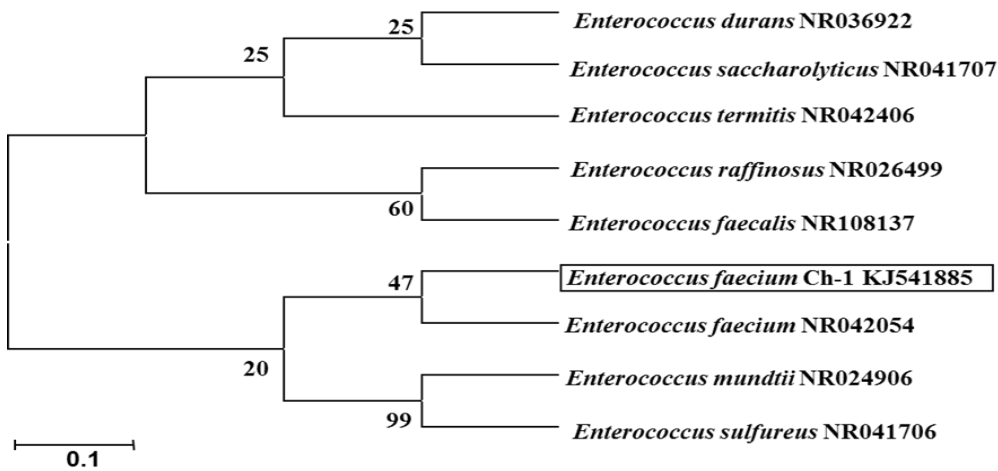 Enterococcus durans NR036922
25
25
Enterococcus saccharolyticus NR041707
Enterococcus termitis NR042406
Enterococcus raffinosus NR026499
60
Enterococcus faecalis NR108137
Enterococcus faecium Ch-1 KJ541885
47
Enterococcus faecium NR042054
20
Enterococcus mundtii NR024906
99
Enterococcus sulfureus NR041706
0.1